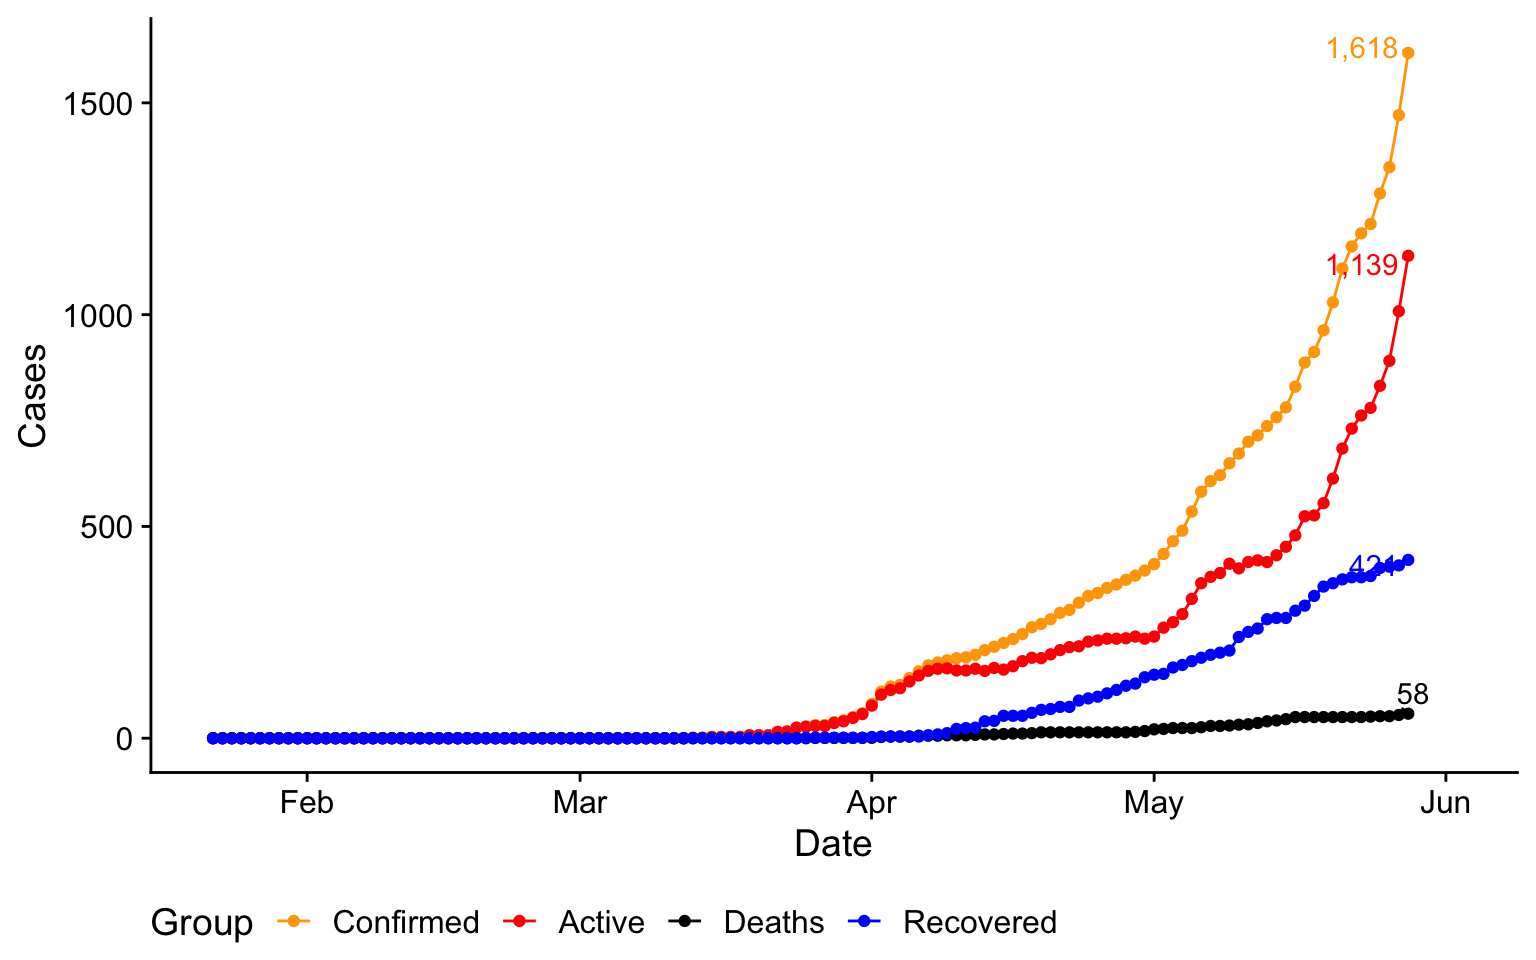 1,618
1500
1,139
1000
Cases
500
421
58
0
Feb Mar Apr May Jun
Date
Group Confirmed Active Deaths Recovered